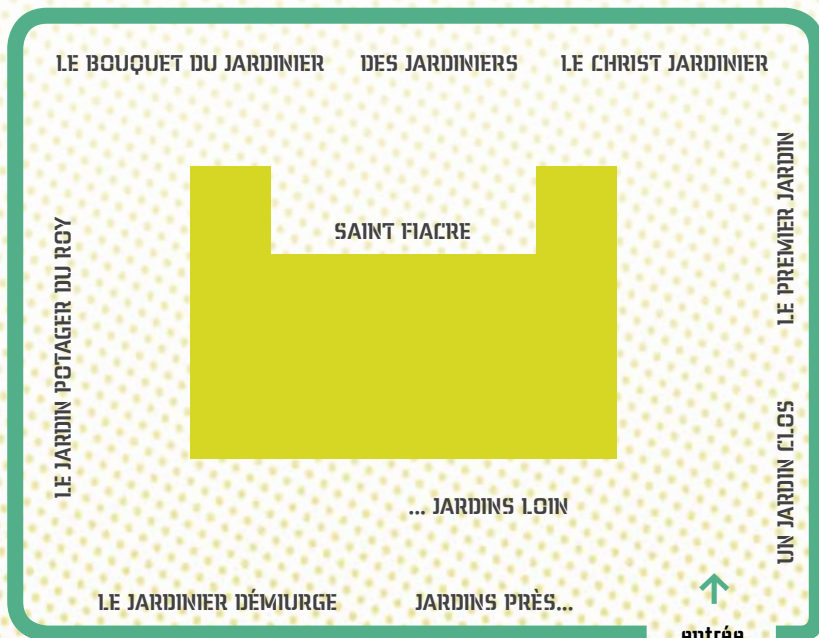 LE BOUQUET DU JARDINIER
DES JARDINIERS
LE CHRIST JARDINIER
LE PREMIER JARDIN
SAINT FIACRE
LE JARDIN POTAGER DU ROY
UN JARDIN CLOS
... JARDINS LOIN
LE JARDINIER DÉMIURGE
JARDINS PRÈS...
entrée